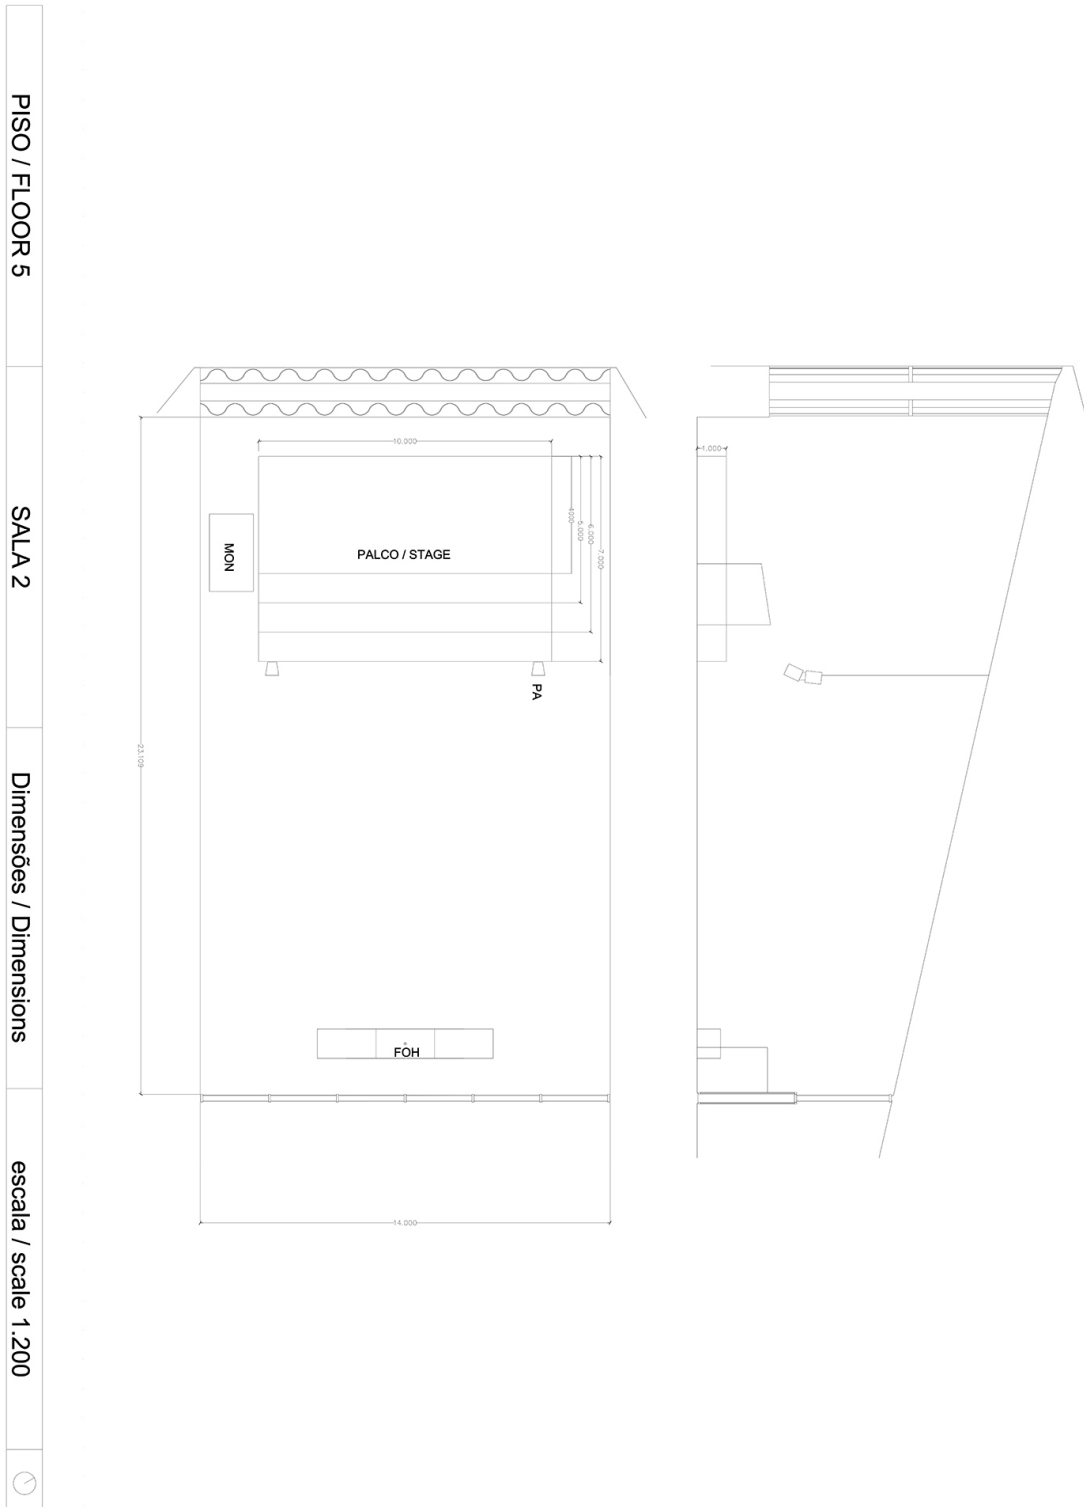 PISO / FLOOR 5
SALA 2
Dimensões / Dimensions
escala / scale 1.200
10.000
1.000
4000
5.000
6.000
7.000
MON
PALCO / STAGE
PA
23.109
FOH
14.000